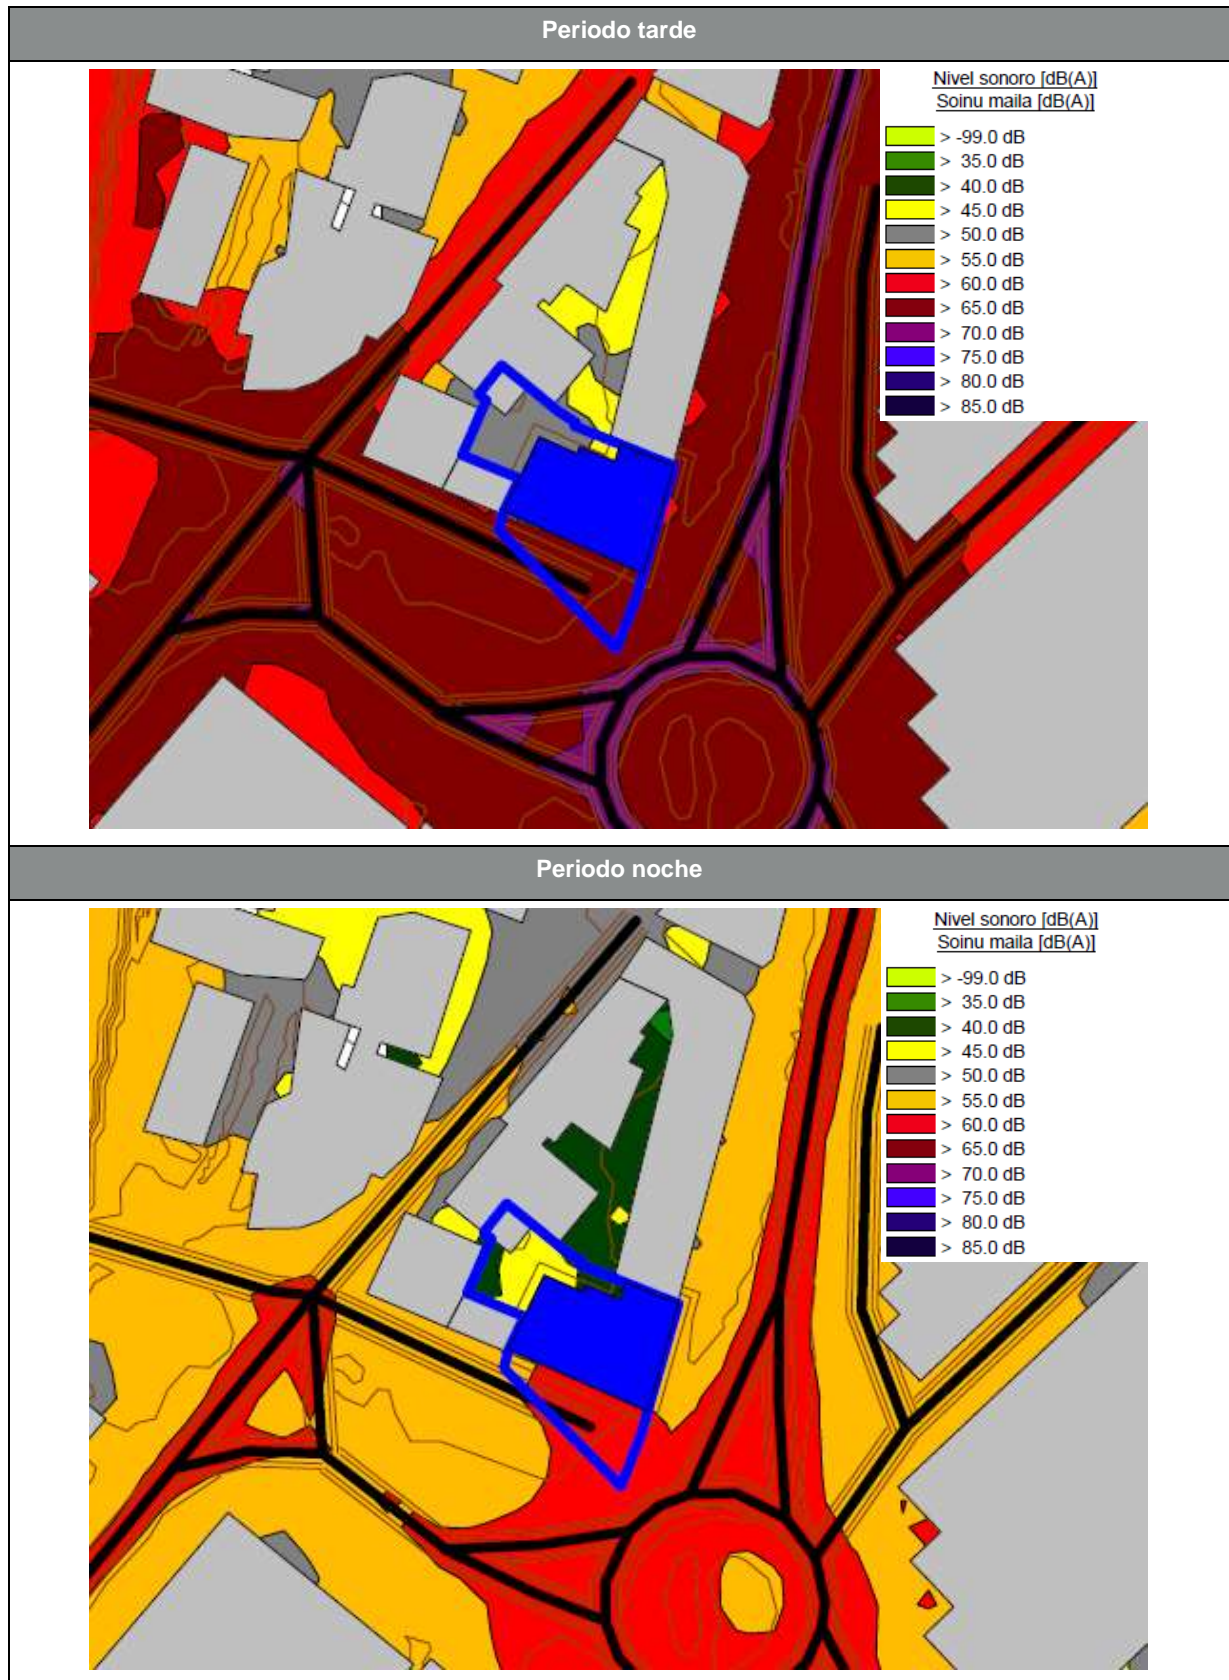 Periodo tarde
Nivel sonoro [dB(A)]
Soinu maila [dB(A)]
> -99.0 dB
> 35.0 dB
> 40.0 dB
> 45.0 dB
> 50.0 dB
> 55.0 dB
> 60.0 dB
> 65.0 dB
> 70.0 dB
> 75.0 dB
> 80.0 dB
> 85.0 dB
Periodo noche
Nivel sonoro [dB(A)]
Soinu maila [dB(A)]
> -99.0 dB
> 35.0 dB
> 40.0 dB
> 45.0 dB
> 50.0 dB
> 55.0 dB
> 60.0 dB
> 65.0 dB
> 70.0 dB
> 75.0 dB
> 80.0 dB
> 85.0 dB